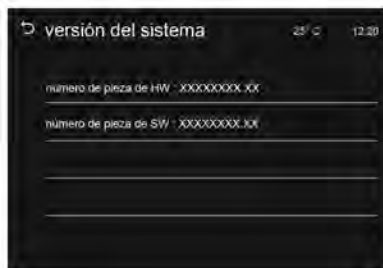 versión del sistema 25°C 12:20
número de pieza de HW : XXXXXXXX.XX
número de pieza de SW : XXXXXXXX.XX